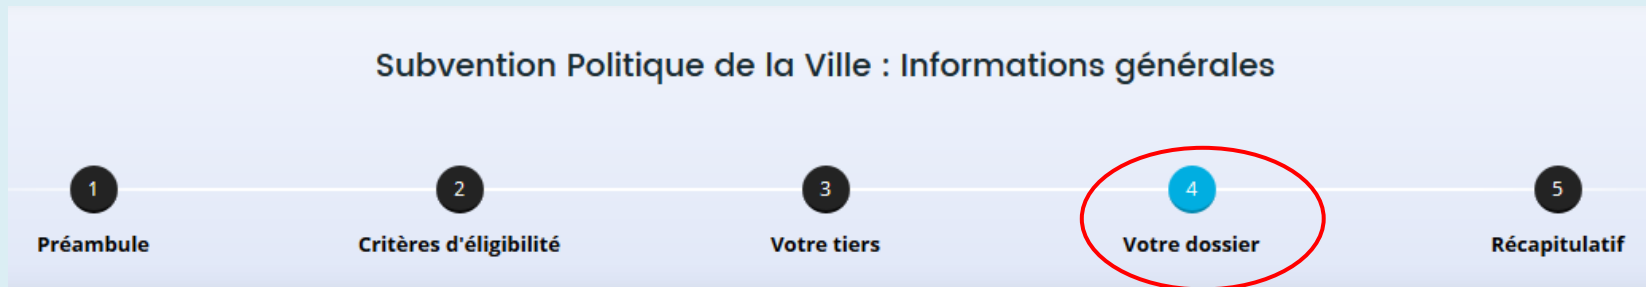 Subvention Politique de la Ville : Informations générales
1 2 3 4 5
Préambule Critères d'éligibilité Votre tiers Votre dossier Récapitulatif